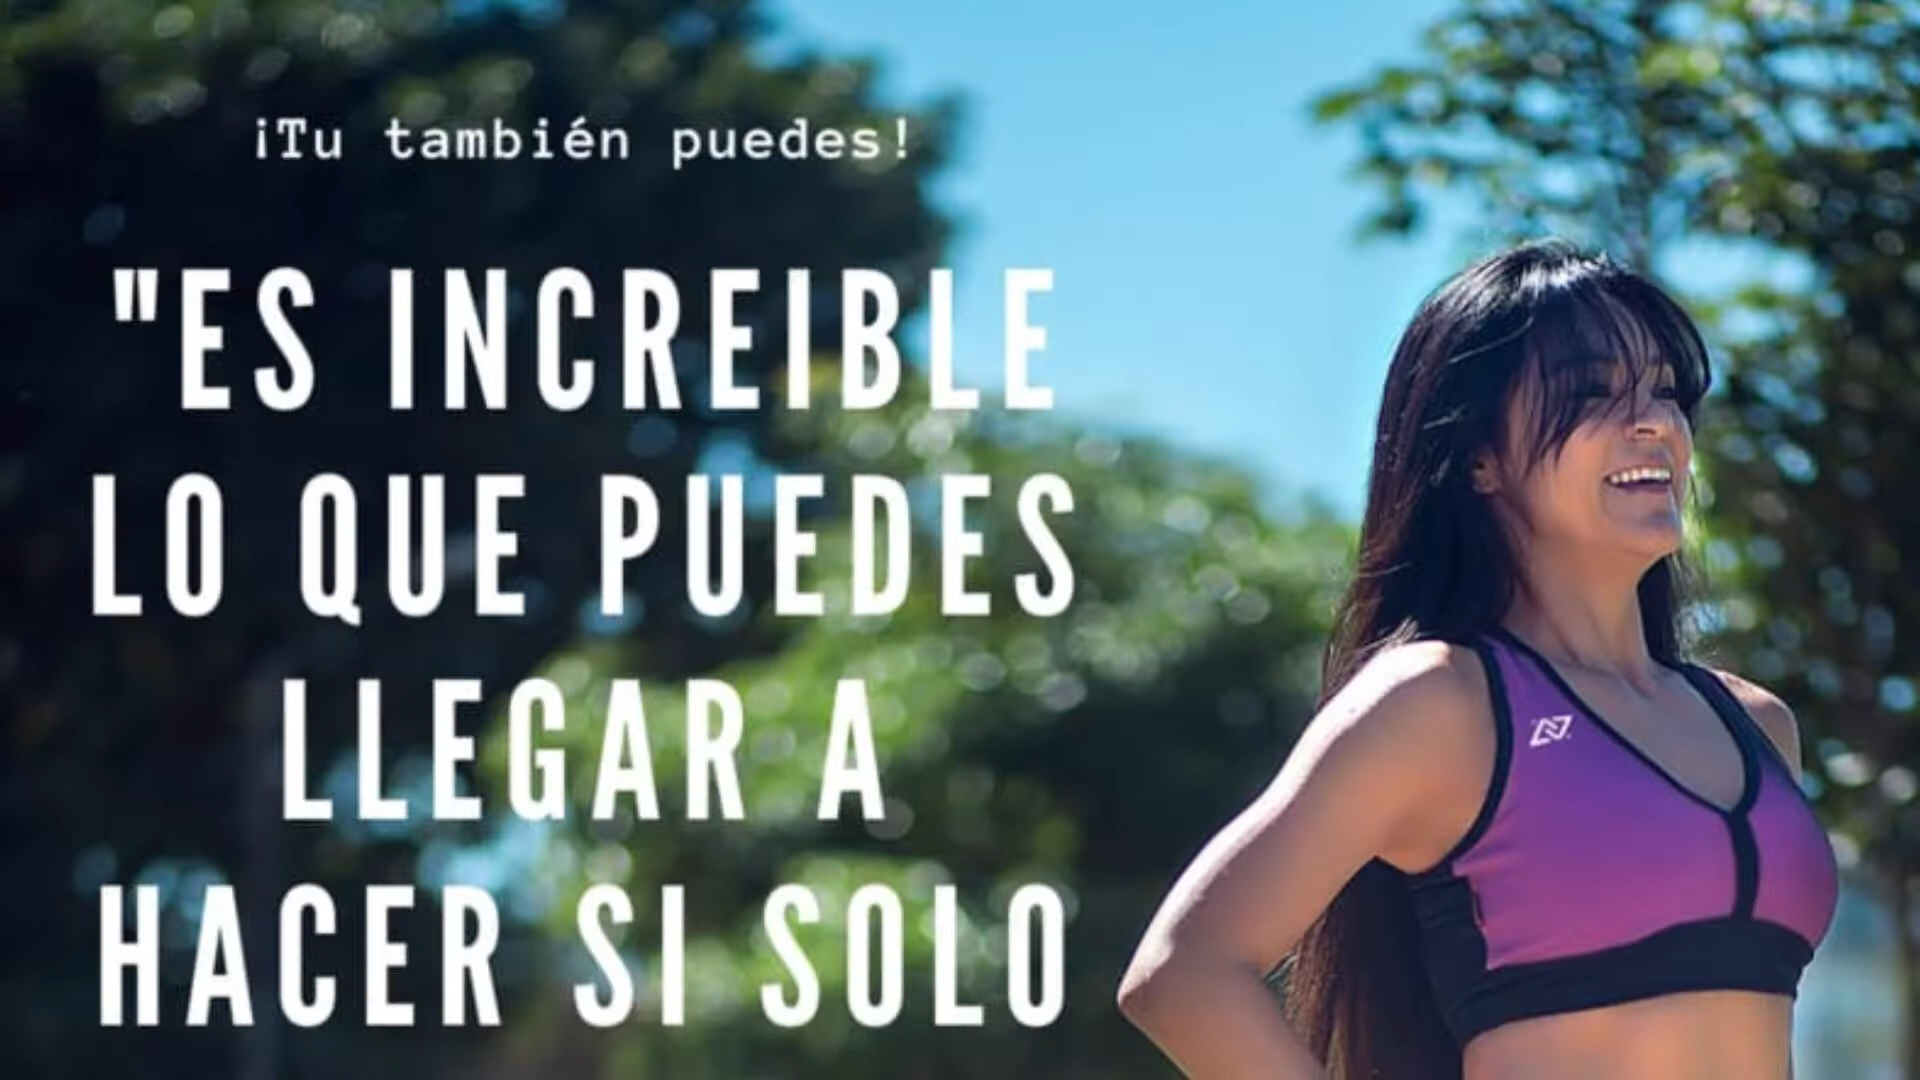 ¡Tu también puedes!
"ES INCREIBLE
LO QUE PUEDES
LLEGAR A
HACER SI SOLO